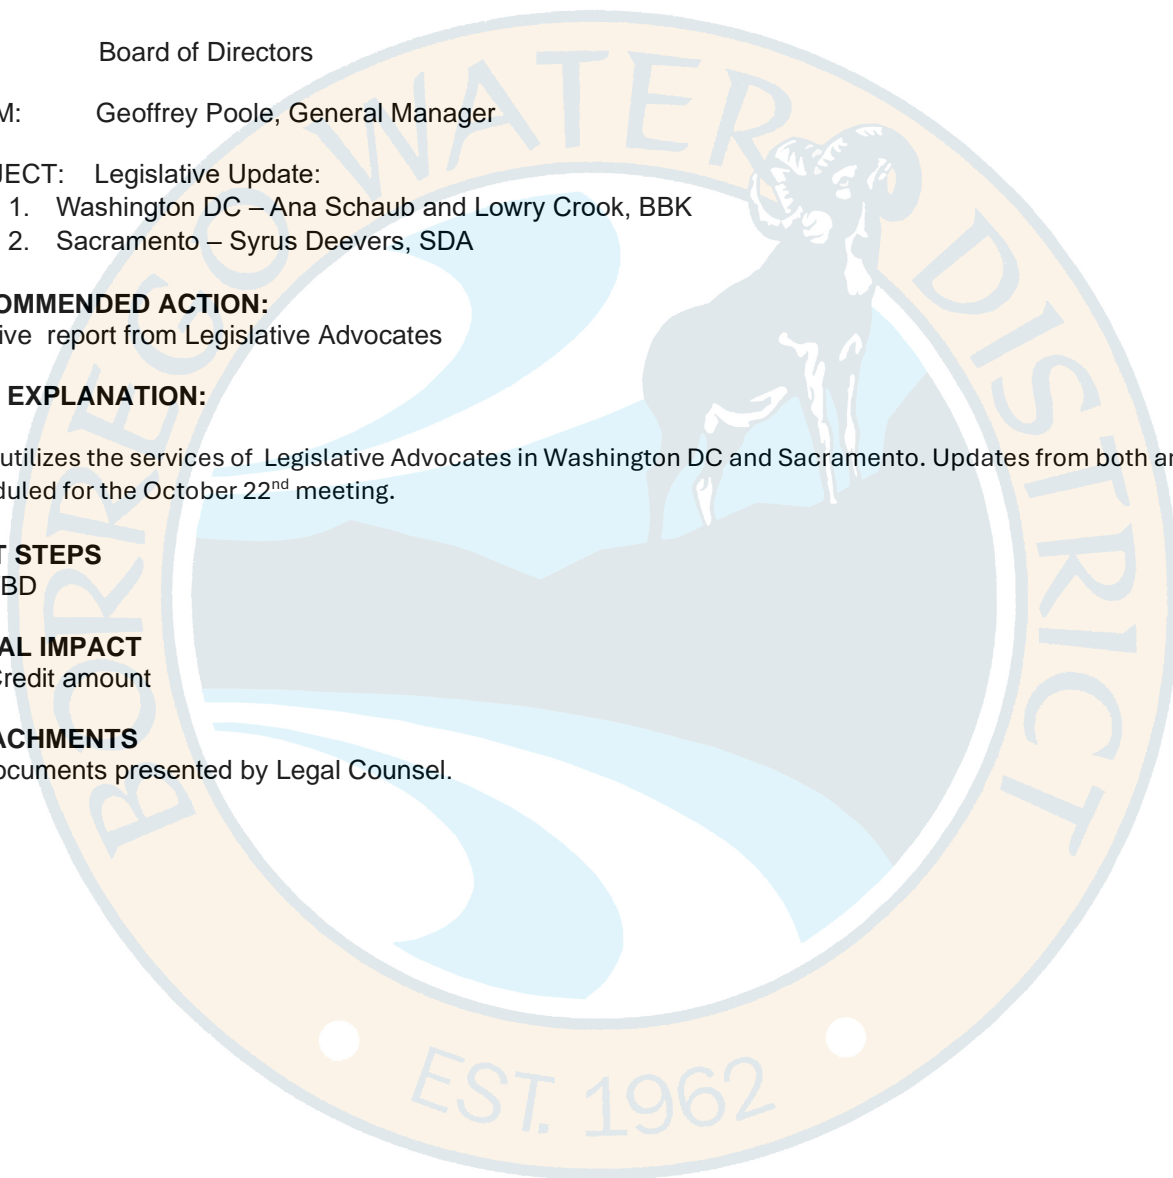 Board of Directors
M: Geoffrey Poole, General Manager
JECT: Legislative Update:
1. Washington DC – Ana Schaub and Lowry Crook, BBK
2. Sacramento – Syrus Deevers, SDA
OMMENDED ACTION:
ive report from Legislative Advocates
EXPLANATION:
utilizes the services of Legislative Advocates in Washington DC and Sacramento. Updates from both ar
duled for the October 22nd meeting.
T STEPS
BD
AL IMPACT
Credit amount
ACHMENTS
ocuments presented by Legal Counsel.
BORREGO WATER DISTRICT
EST. 1962